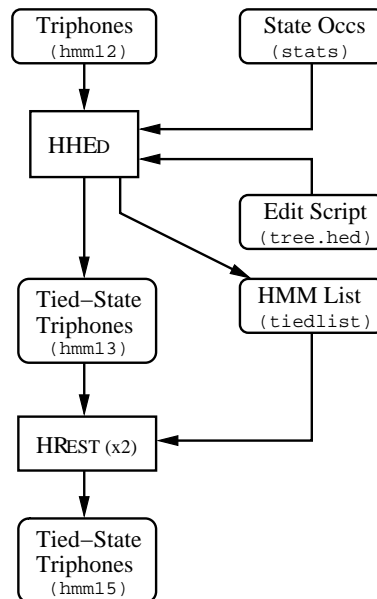 Triphones
(hmm12)
State Occs
(stats)
HHED
Edit Script
(tree.hed)
Tied–State
Triphones
(hmm13)
HMM List
(tiedlist)
HREST (x2)
Tied–State
Triphones
(hmm15)